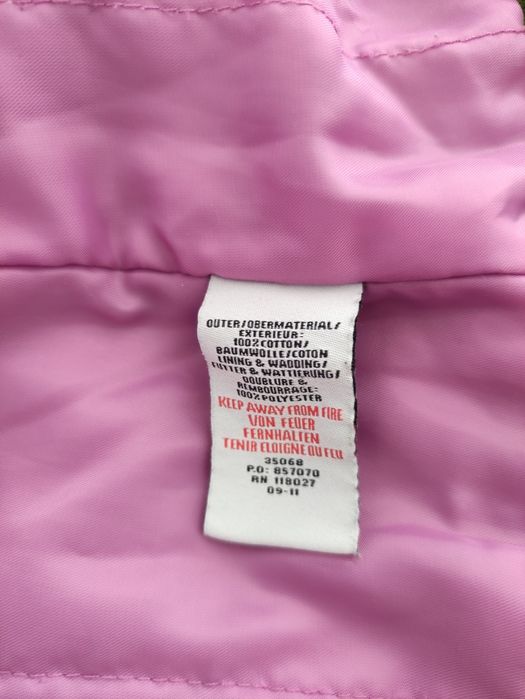 OUTER/OBERMATERIAL/
EXTERIEUR:
100%COTTON/
BAUMWOLLE/COTON
LINING & WADDING/
FUTTER & WATTIERUNG/
DOUBLURE &
REMBOURRAGE:
100%POLYESTER
KEEP AWAY FROM FIRE
VON FEUER
FERNHALTEN
TENIR ELOIGNE DU FEU
35068
P.O: 857070
RN 118027
09-11